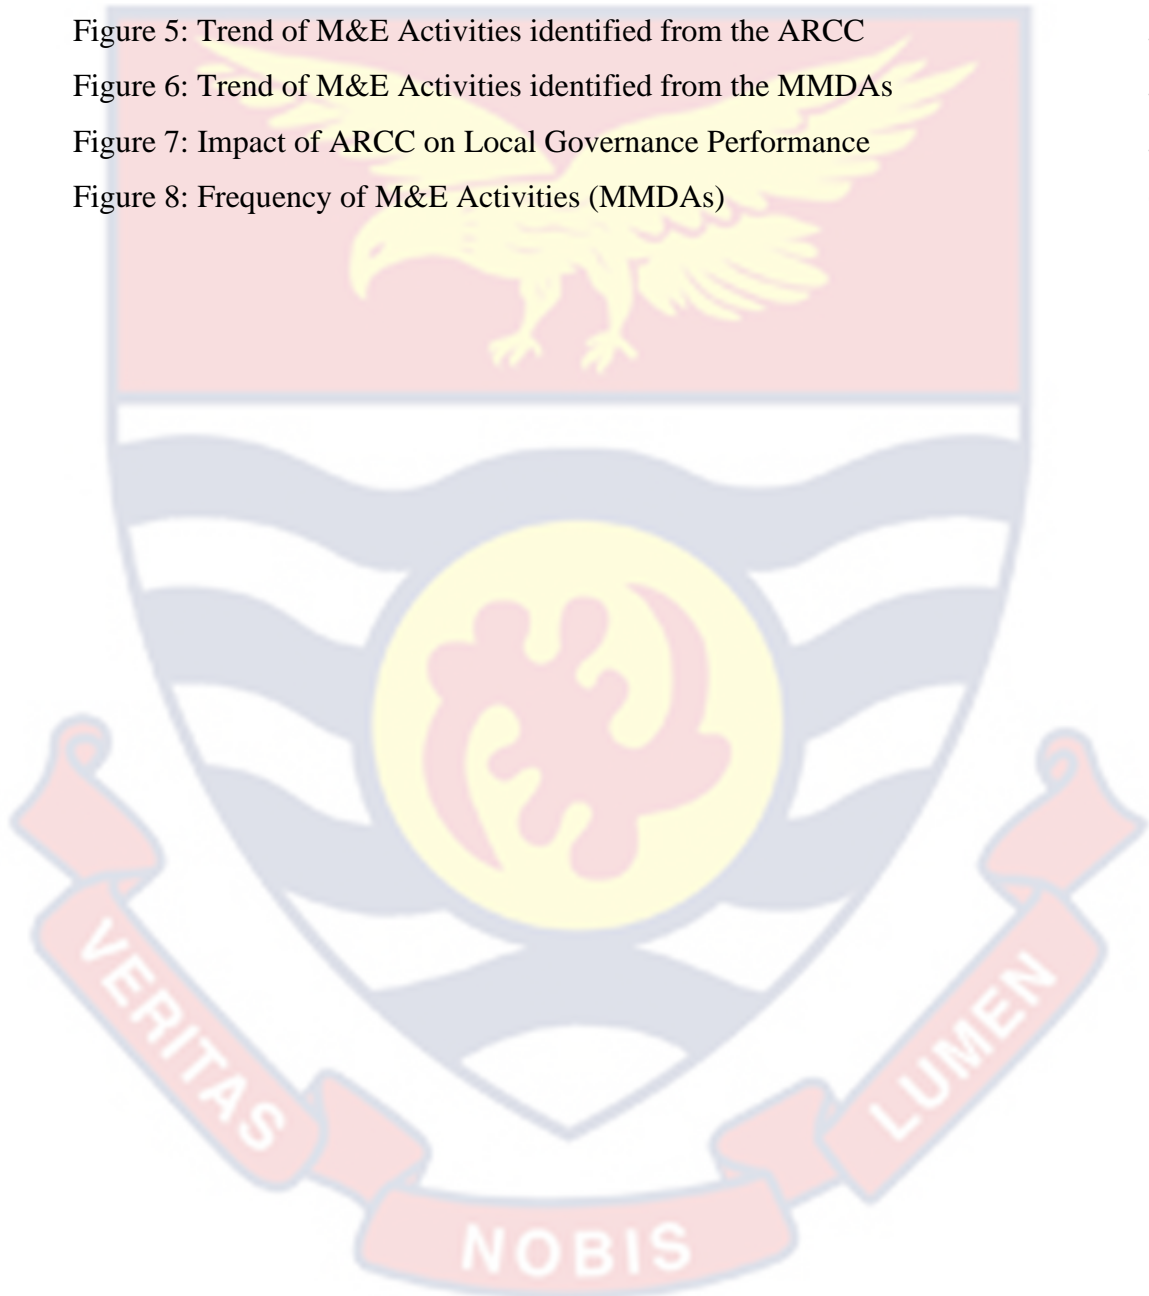 Figure 5: Trend of M&E Activities identified from the ARCC
Figure 6: Trend of M&E Activities identified from the MMDAs
Figure 7: Impact of ARCC on Local Governance Performance
Figure 8: Frequency of M&E Activities (MMDAs)
VERITAS
NOBIS
LUMEN